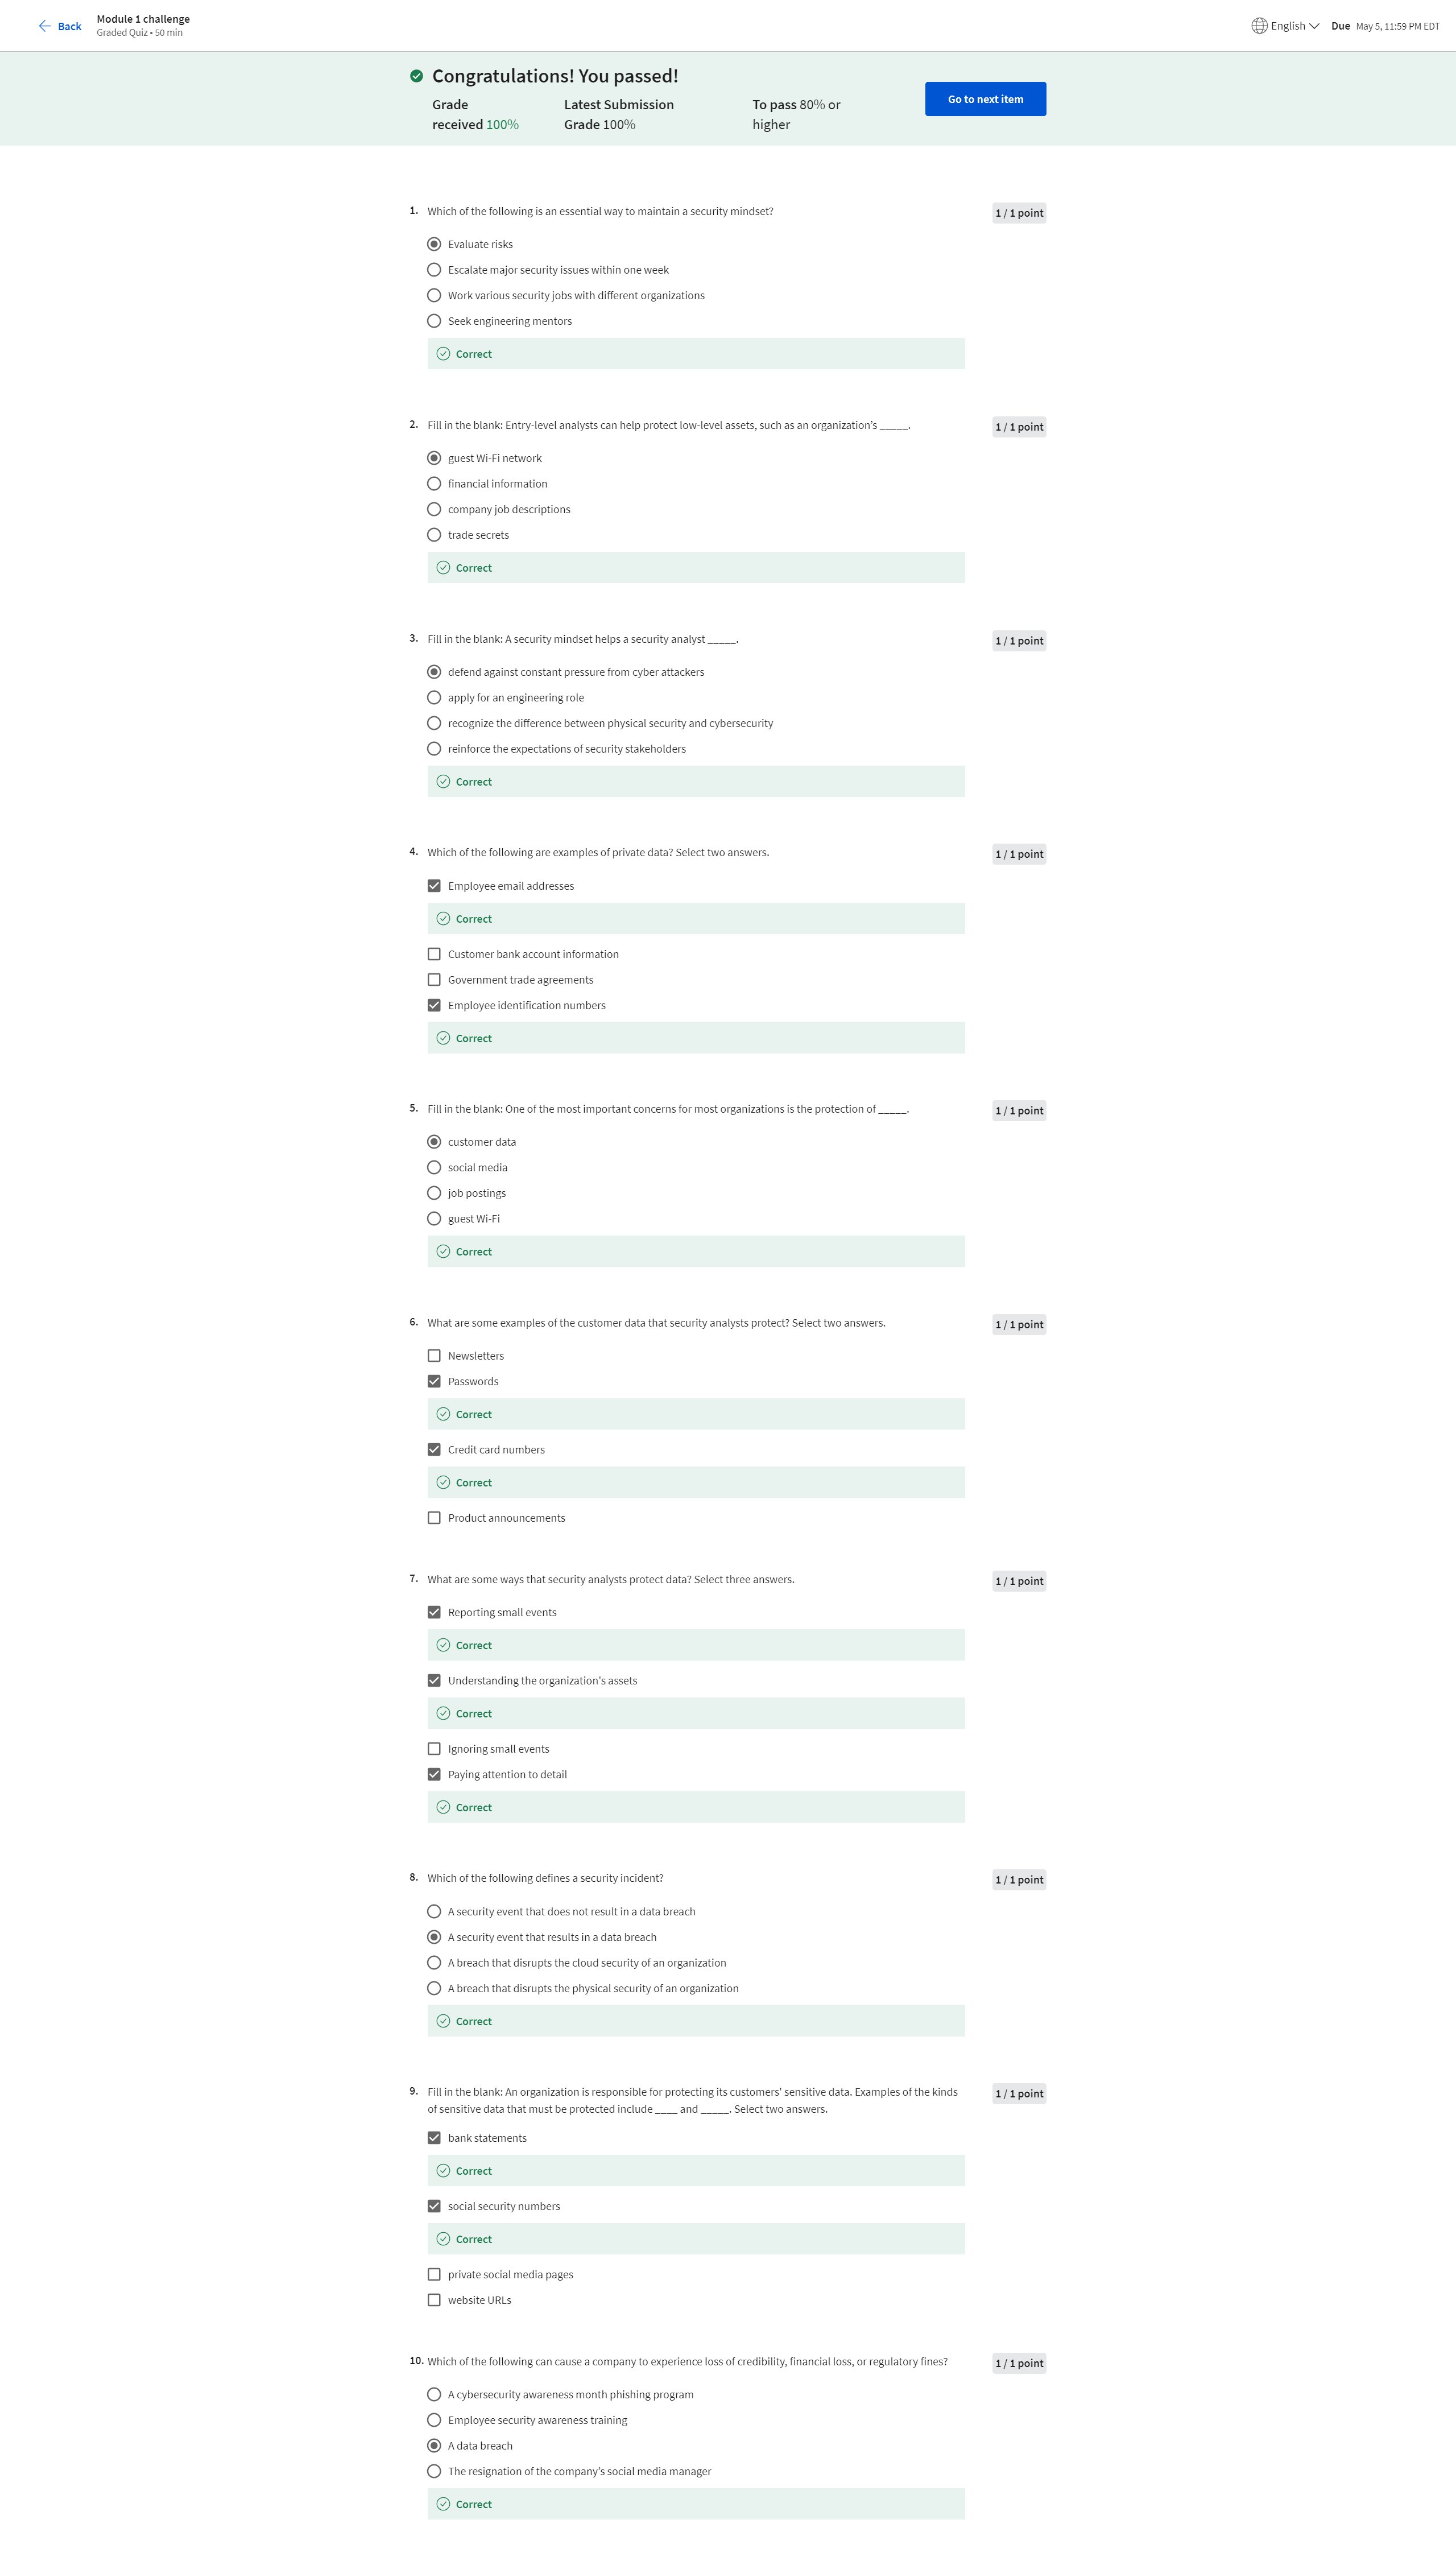 Back
Module 1 challenge
Graded Quiz • 50 min
English
Due May 5, 11:59 PM EDT
Congratulations! You passed!
Grade
received 100%
Latest Submission
Grade 100%
To pass 80% or
higher
Go to next item
1. Which of the following is an essential way to maintain a security mindset?
1 / 1 point
Evaluate risks
Escalate major security issues within one week
Work various security jobs with different organizations
Seek engineering mentors
Correct
2. Fill in the blank: Entry-level analysts can help protect low-level assets, such as an organization’s _____.
1 / 1 point
guest Wi-Fi network
financial information
company job descriptions
trade secrets
Correct
3. Fill in the blank: A security mindset helps a security analyst _____.
1 / 1 point
defend against constant pressure from cyber attackers
apply for an engineering role
recognize the difference between physical security and cybersecurity
reinforce the expectations of security stakeholders
Correct
4. Which of the following are examples of private data? Select two answers.
1 / 1 point
Employee email addresses
Correct
Customer bank account information
Government trade agreements
Employee identification numbers
Correct
5. Fill in the blank: One of the most important concerns for most organizations is the protection of _____.
1 / 1 point
customer data
social media
job postings
guest Wi-Fi
Correct
6. What are some examples of the customer data that security analysts protect? Select two answers.
1 / 1 point
Newsletters
Passwords
Correct
Credit card numbers
Correct
Product announcements
7. What are some ways that security analysts protect data? Select three answers.
1 / 1 point
Reporting small events
Correct
Understanding the organization's assets
Correct
Ignoring small events
Paying attention to detail
Correct
8. Which of the following defines a security incident?
1 / 1 point
A security event that does not result in a data breach
A security event that results in a data breach
A breach that disrupts the cloud security of an organization
A breach that disrupts the physical security of an organization
Correct
9. Fill in the blank: An organization is responsible for protecting its customers' sensitive data. Examples of the kinds
of sensitive data that must be protected include ____ and _____. Select two answers.
1 / 1 point
bank statements
Correct
social security numbers
Correct
private social media pages
website URLs
10. Which of the following can cause a company to experience loss of credibility, financial loss, or regulatory fines?
1 / 1 point
A cybersecurity awareness month phishing program
Employee security awareness training
A data breach
The resignation of the company’s social media manager
Correct